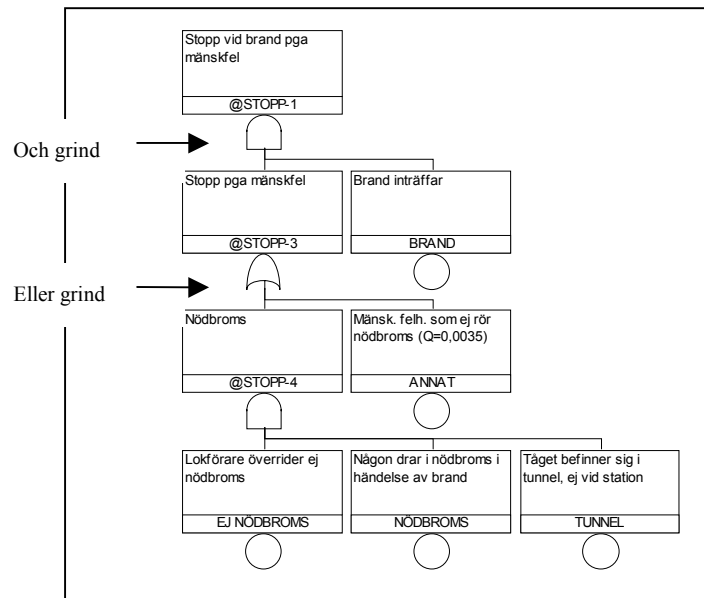 Stopp vid brand pga
mänskfel
@STOPP-1
Och grind
Stopp pga mänskfel
Brand inträffar
@STOPP-3
BRAND
Eller grind
Nödbroms
Mänsk. felh. som ej rör
nödbroms (Q=0,0035)
@STOPP-4
ANNAT
Lokförare överrider ej
nödbroms
Någon drar i nödbroms i
händelse av brand
Tåget befinner sig i
tunnel, ej vid station
EJ NÖDBROMS
NÖDBROMS
TUNNEL